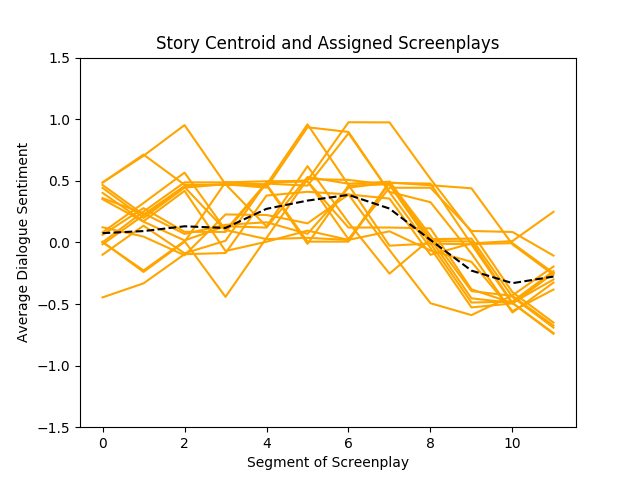 Story Centroid and Assigned Screenplays
1.5
1.0
0.5
0.0
−0.5
−1.0
−1.5
Average Dialogue Sentiment
0 2 4 6 8 10
Segment of Screenplay